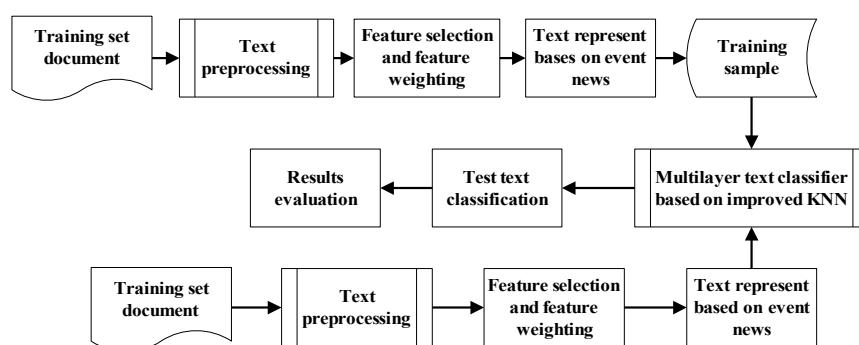 Training set
document
Text
preprocessing
Feature selection
and feature
weighting
Text represent
bases on event
news
Training
sample
Results
evaluation
Test text
classification
Multilayer text classifier
based on improved KNN
Training set
document
Text
preprocessing
Feature selection
and feature
weighting
Text represent
based on event
news